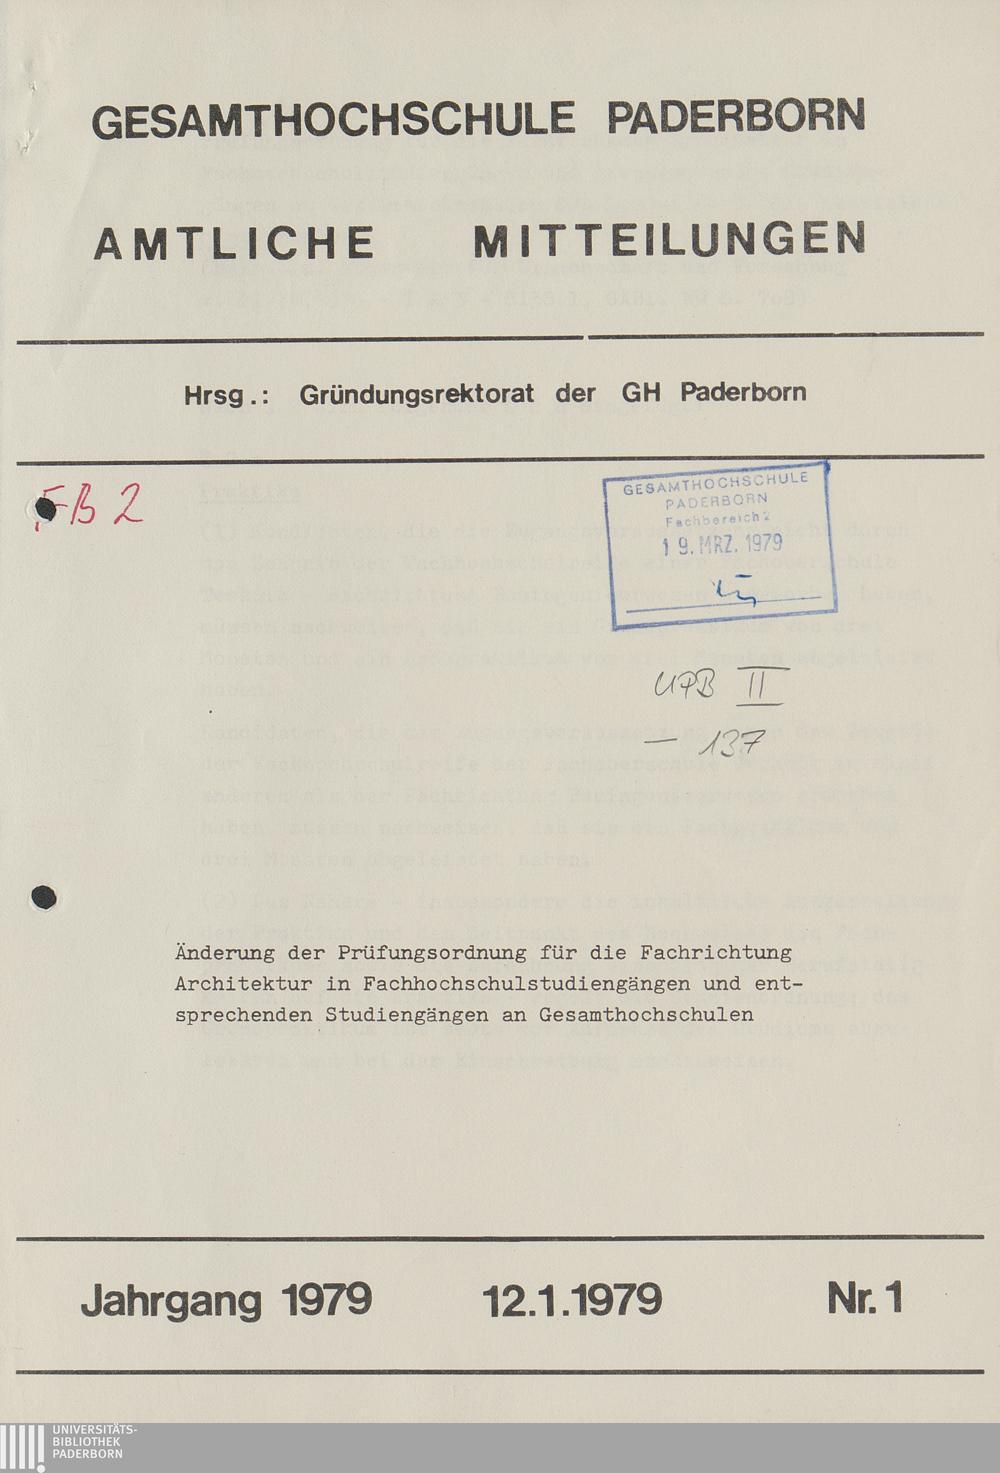 GESAMTHOCHSCHULE PADERBORN
AMTLICHE MITTEILUNGEN
Hrsg.: Gründungsrektorat der GH Paderborn
FB 2
GESAMTHOCHSCHULE
PADERBORN
Fachbereich 2
19. MRZ. 1979
UPB II
— 137
Änderung der Prüfungsordnung für die Fachrichtung
Architektur in Fachhochschulstudiengängen und ent-
sprechenden Studiengängen an Gesamthochschulen
Jahrgang 1979 12.1.1979 Nr. 1
UNIVERSITÄTS-
BIBLIOTHEK
PADERBORN